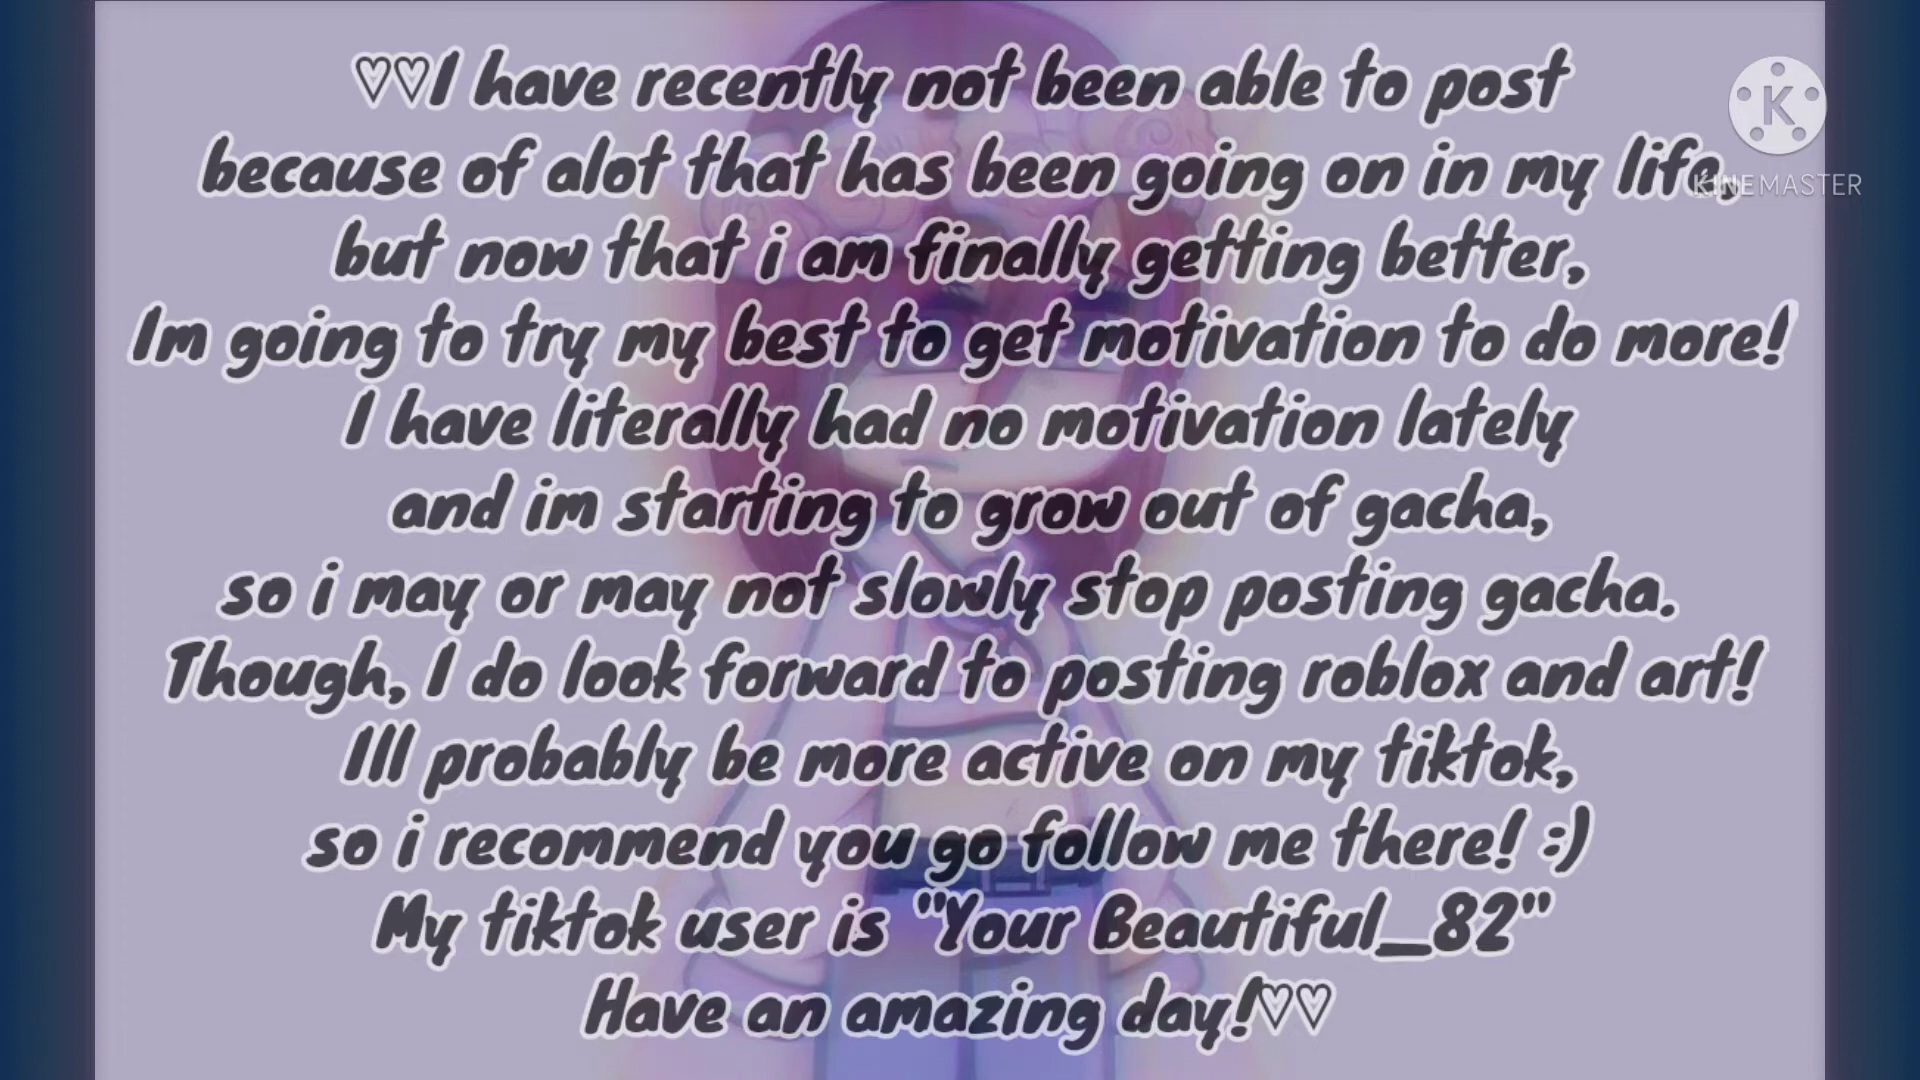 ♡♡I have recently not been able to post
because of alot that has been going on in my life,
but now that i am finally getting better,
Im going to try my best to get motivation to do more!
I have literally had no motivation lately
and im starting to grow out of gacha,
so i may or may not slowly stop posting gacha.
Though, I do look forward to posting roblox and art!
Ill probably be more active on my tiktok,
so i recommend you go follow me there! :)
My tiktok user is "Your Beautiful_82"
Have an amazing day!♡♡
K
KINEMASTER